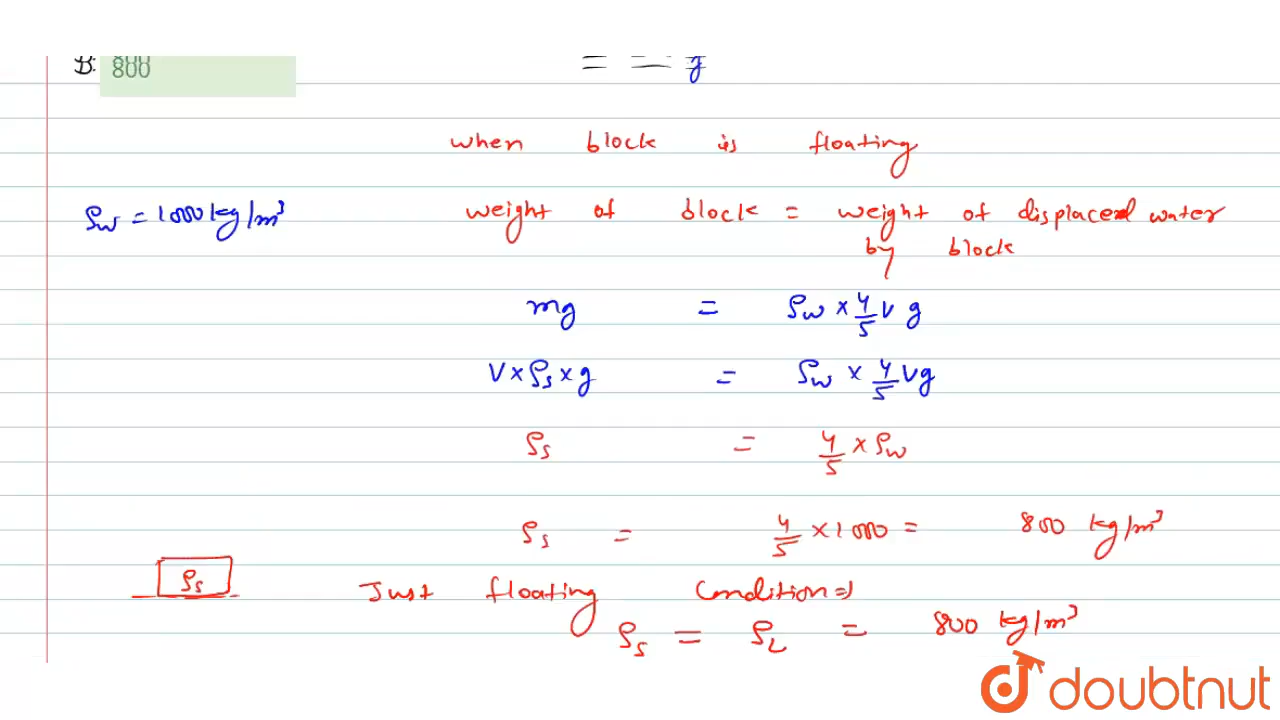 B. 800
= = g
when block is floating
ρw = 1000 kg/m³
weight of block = weight of displaced water
by block
mg = ρw × 4/5 V g
V × ρs × g = ρw × 4/5 Vg
ρs = 4/5 × ρw
ρs = 4/5 × 1000 = 800 kg/m³
ρs
Just floating condition⇒
ρs = ρL = 800 kg/m³
doubtnut